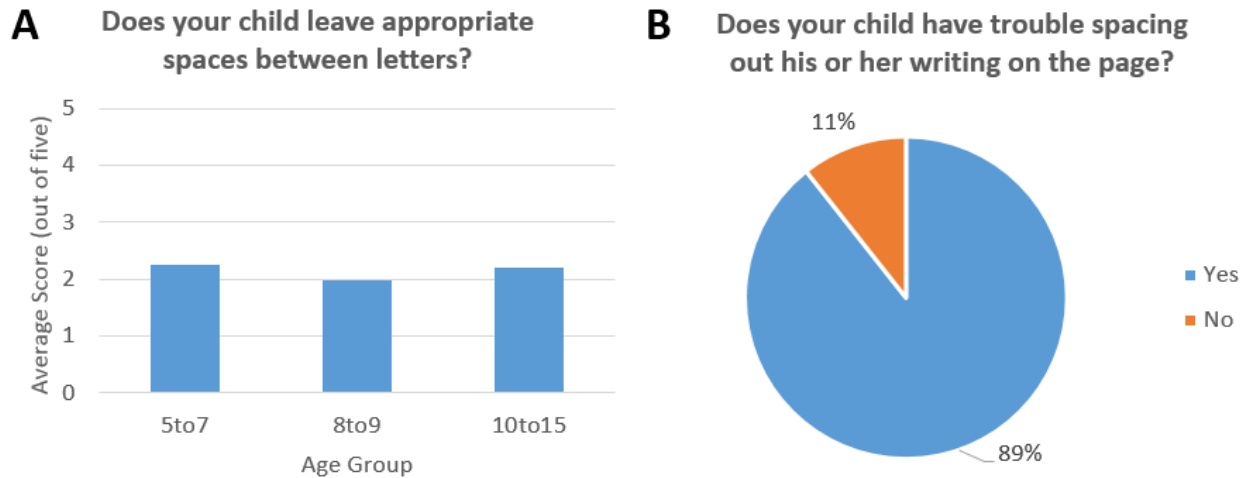 A
Does your child leave appropriate
spaces between letters?
Average Score (out of five)
5
4
3
2
1
0
5to7 8to9 10to15
Age Group
B
Does your child have trouble spacing
out his or her writing on the page?
11%
89%
Yes
No